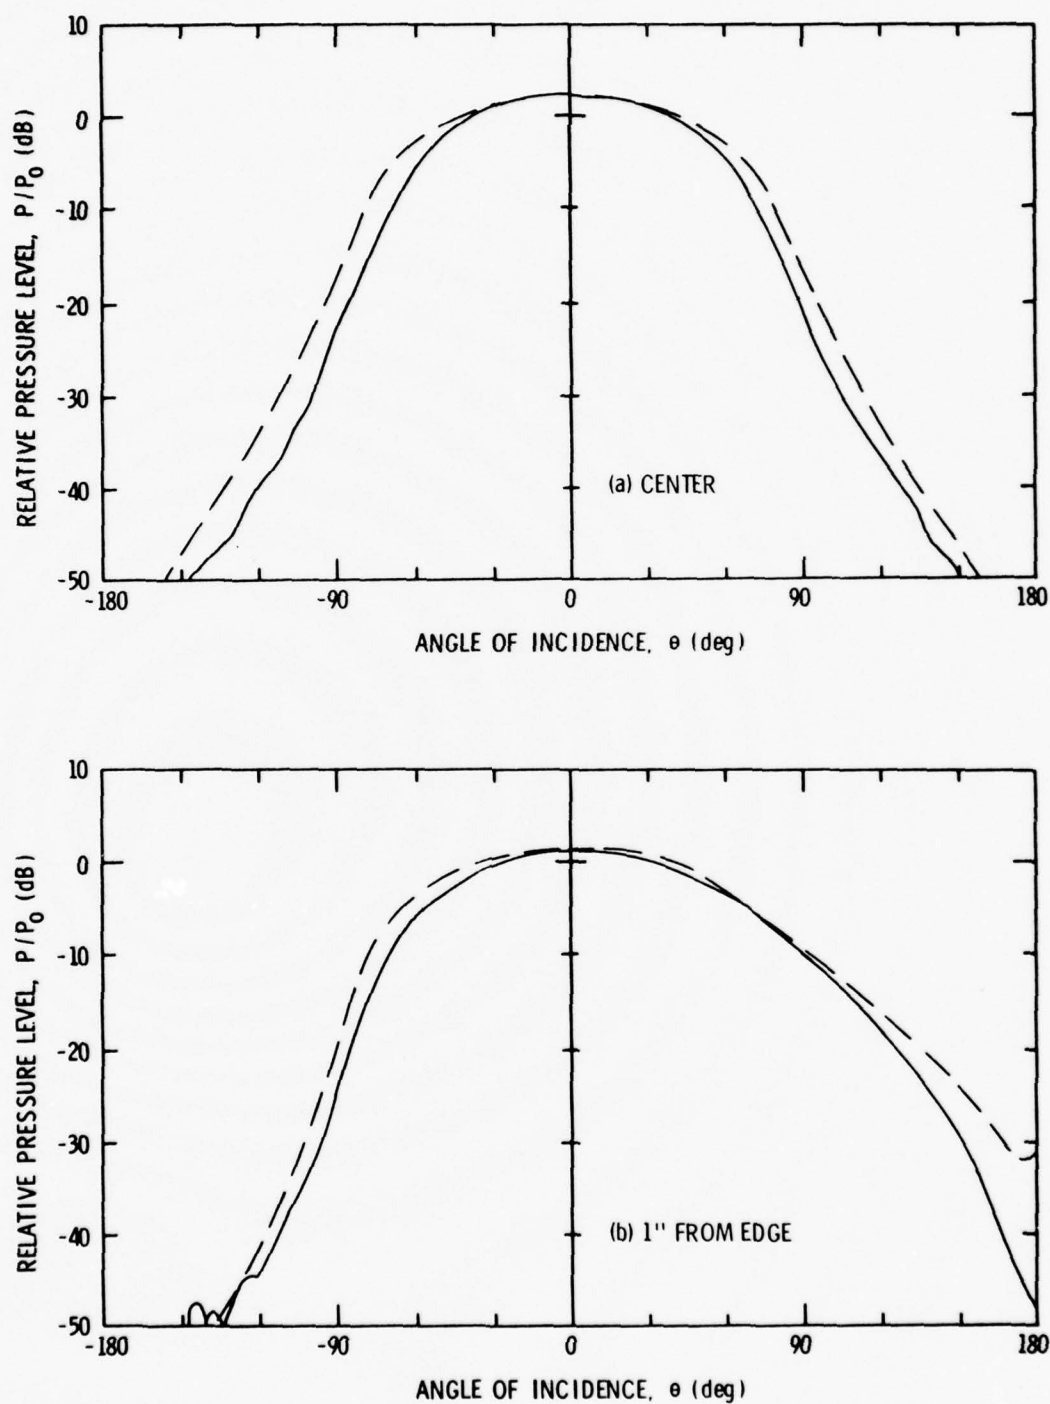 10
0
-10
-20
-30
-40
-50
RELATIVE PRESSURE LEVEL, P/P₀ (dB)
(a) CENTER
-180 -90 0 90 180
ANGLE OF INCIDENCE, θ (deg)
10
0
-10
-20
-30
-40
-50
RELATIVE PRESSURE LEVEL, P/P₀ (dB)
(b) 1" FROM EDGE
-180 -90 0 90 180
ANGLE OF INCIDENCE, θ (deg)